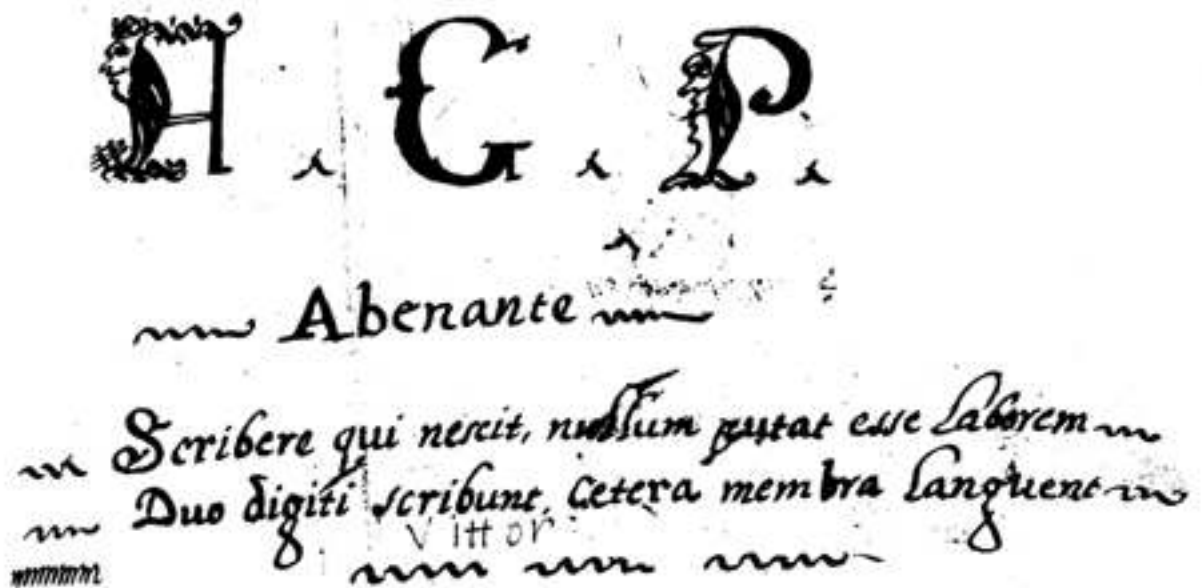 A. G. P.
Abenante
Scribere qui nescit, nullum putat esse laborem
Duo digiti scribunt, Cetera membra languent
Vittor